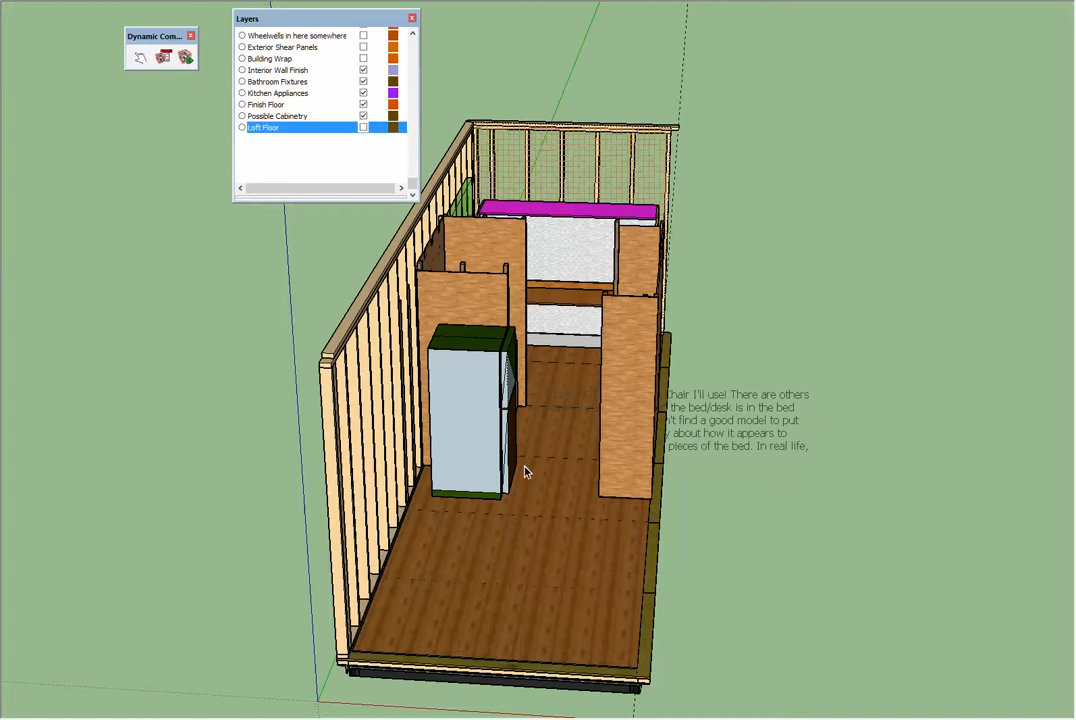 Layers
Dynamic Com...
Wheelwells in here somewhere
Exterior Shear Panels
Building Wrap
Interior Wall Finish
Bathroom Fixtures
Kitchen Appliances
Finish Floor
Possible Cabinetry
Loft Floor
Chair I'll use! There are others
the bed/desk is in the bed
n't find a good model to put
y about how it appears to
pieces of the bed. In real life,